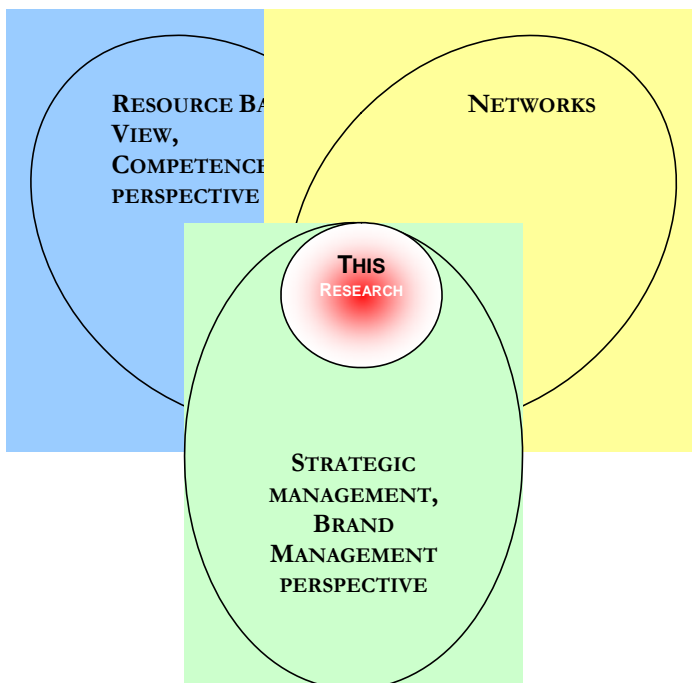 RESOURCE BA
VIEW,
COMPETENCE
PERSPECTIVE
NETWORKS
THIS
RESEARCH
STRATEGIC
MANAGEMENT,
BRAND
MANAGEMENT
PERSPECTIVE